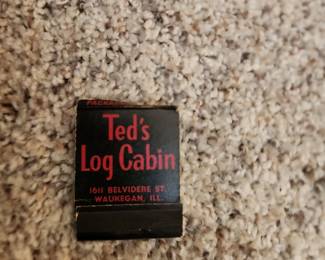 Ted's
Log Cabin
1611 BELVIDERE ST.
WAUKEGAN, ILL.